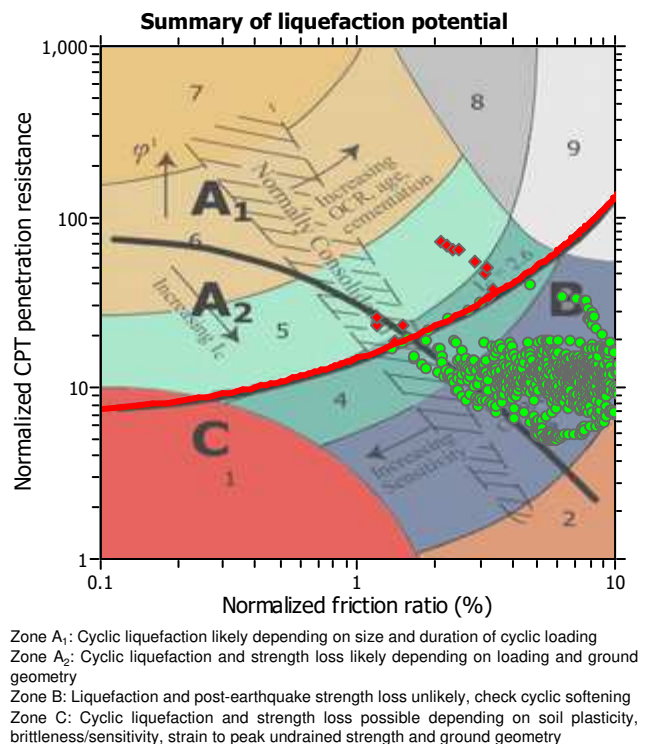 Summary of liquefaction potential
Normalized CPT penetration resistance
1,000
100
10
1
7
8
9
φ'
A1
6
A2
5
Normally Consolid
Increasing
OCR, age,
cementation
Increasing Ic
2.6
B
4
C
1
Increasing
Sensitivity
2
0.1
1
10
Normalized friction ratio (%)
Zone A1: Cyclic liquefaction likely depending on size and duration of cyclic loading
Zone A2: Cyclic liquefaction and strength loss likely depending on loading and ground
geometry
Zone B: Liquefaction and post-earthquake strength loss unlikely, check cyclic softening
Zone C: Cyclic liquefaction and strength loss possible depending on soil plasticity,
brittleness/sensitivity, strain to peak undrained strength and ground geometry